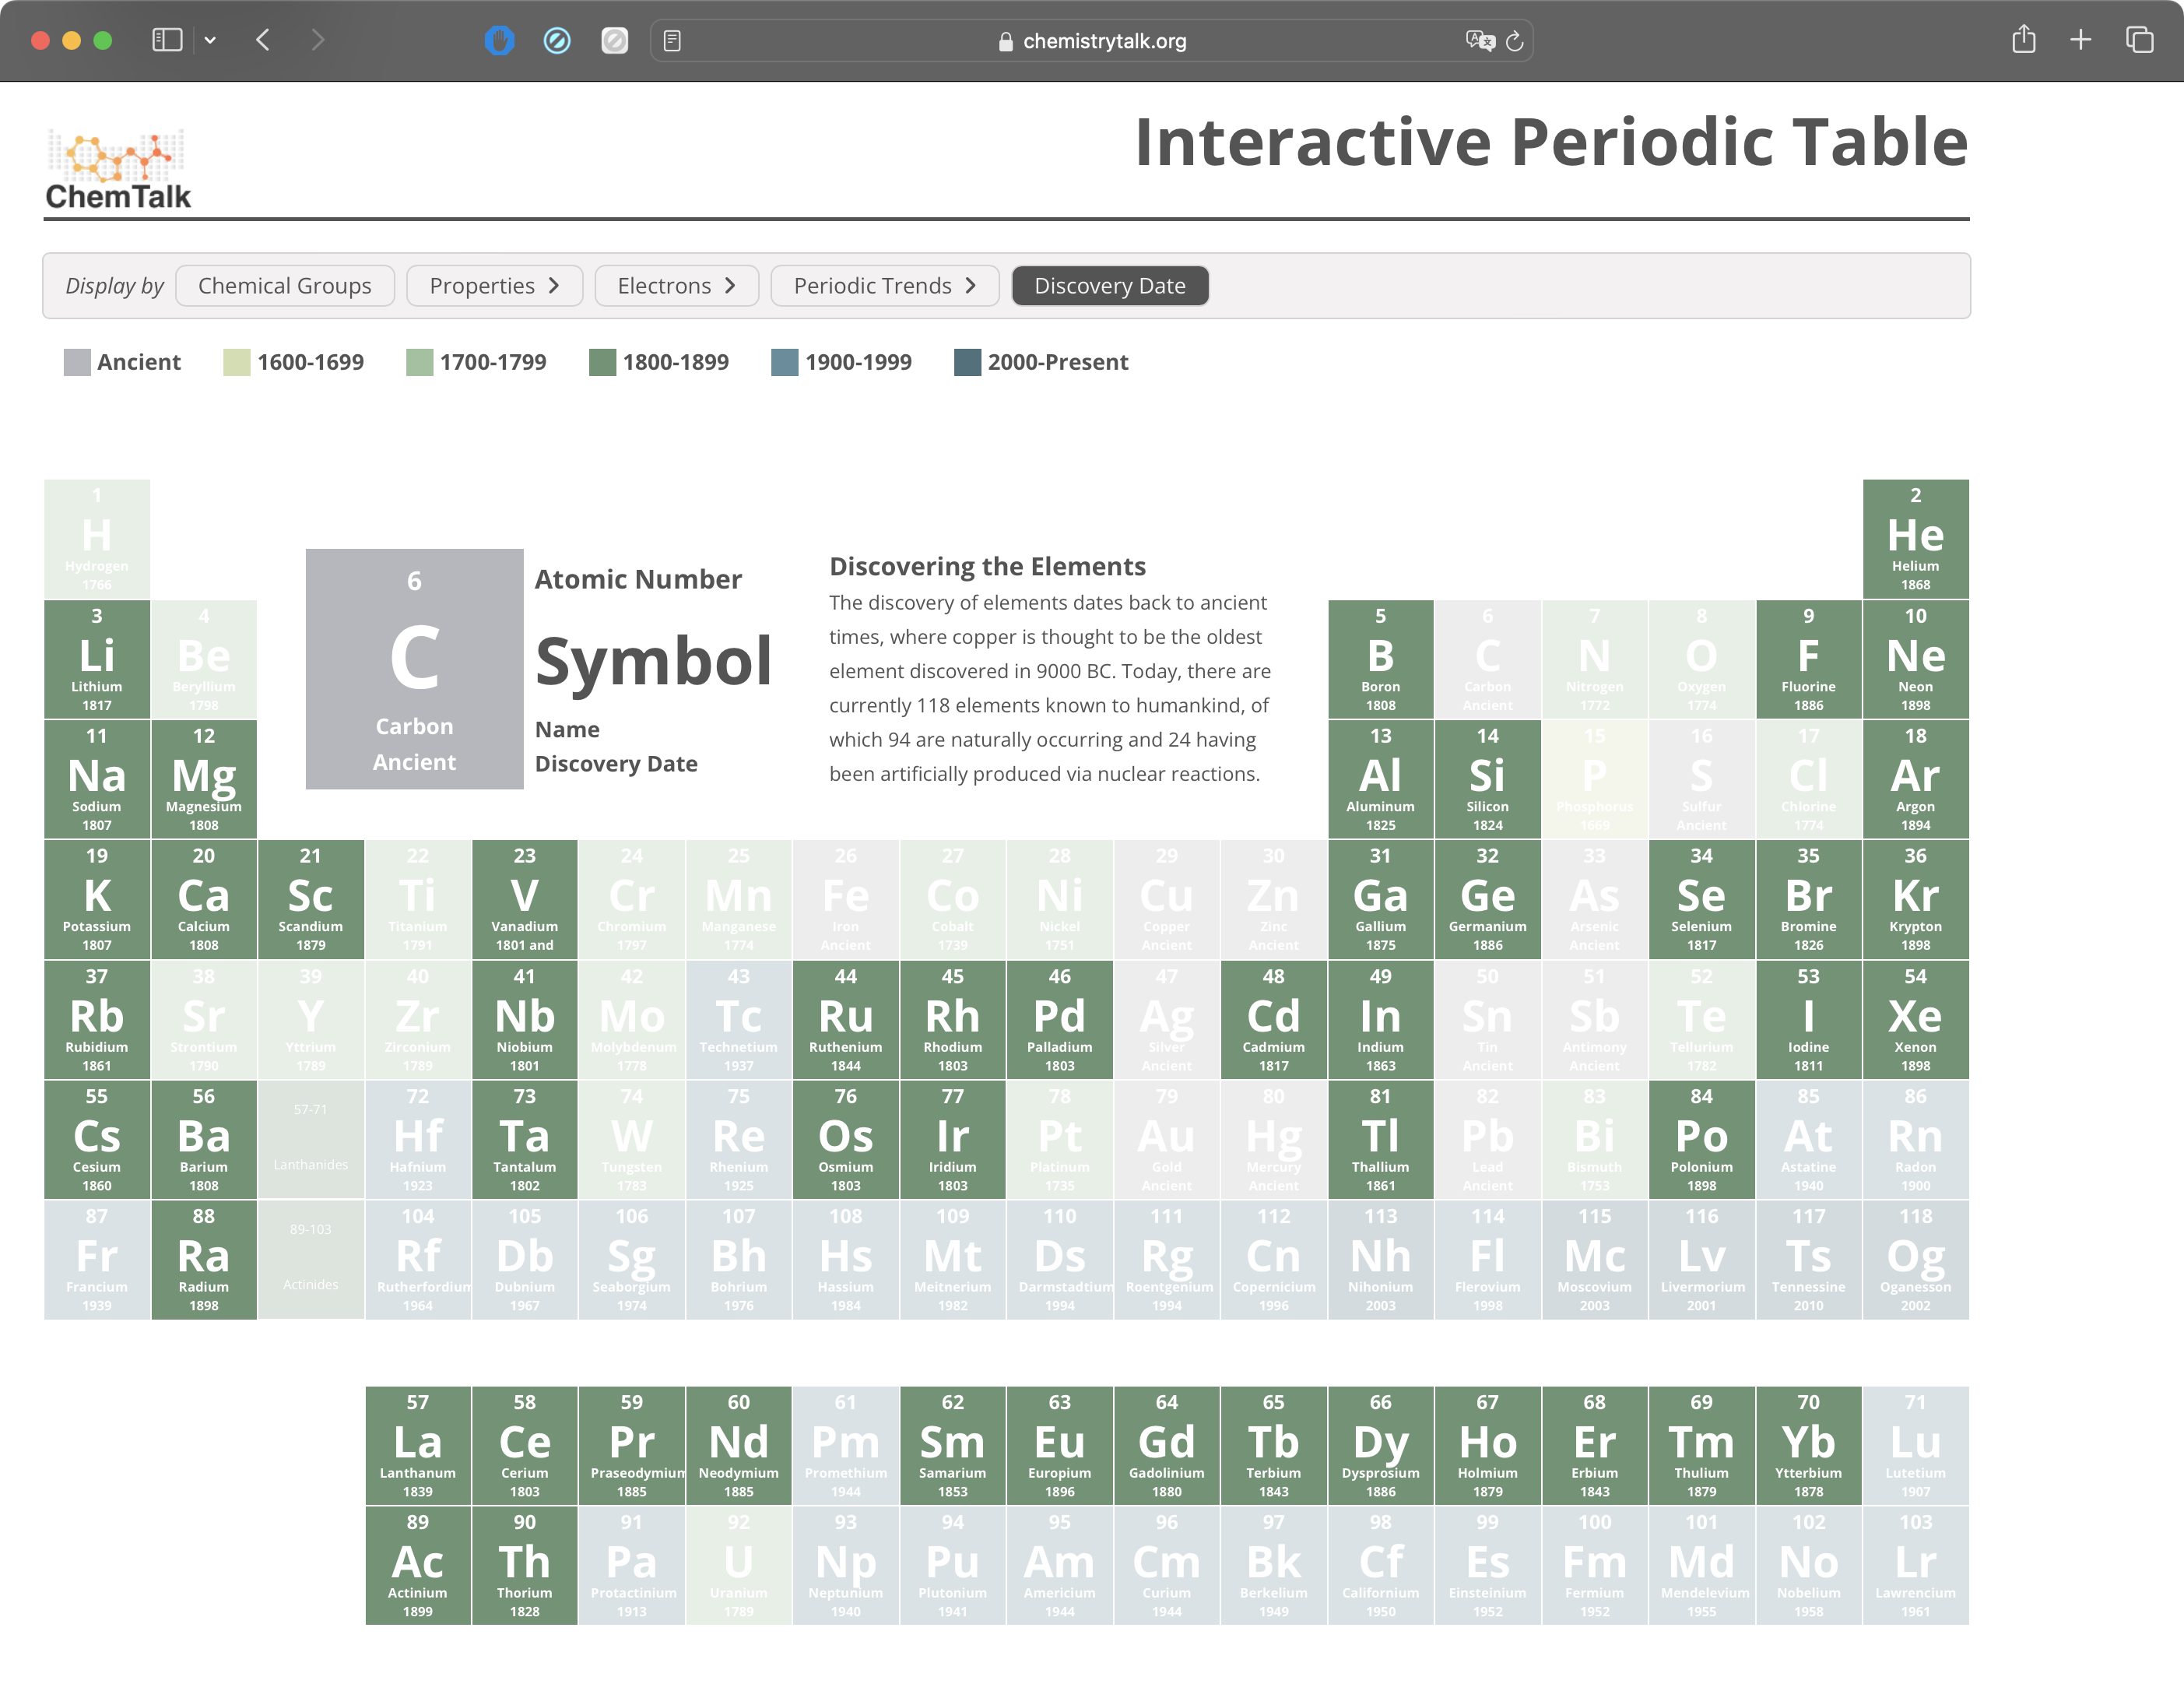 chemistrytalk.org
ChemTalk
Interactive Periodic Table
Display by Chemical Groups Properties Electrons Periodic Trends Discovery Date
Ancient 1600-1699 1700-1799 1800-1899 1900-1999 2000-Present
6
C
Carbon
Ancient
Atomic Number
Symbol
Name
Discovery Date
Discovering the Elements
The discovery of elements dates back to ancient
times, where copper is thought to be the oldest
element discovered in 9000 BC. Today, there are
currently 118 elements known to humankind, of
which 94 are naturally occurring and 24 having
been artificially produced via nuclear reactions.
1 2
H He
Hydrogen Helium
1766 1868
3 4 5 6 7 8 9 10
Li Be B C N O F Ne
Lithium Beryllium Boron Carbon Nitrogen Oxygen Fluorine Neon
1817 1798 1808 Ancient 1772 1774 1886 1898
11 12 13 14 15 16 17 18
Na Mg Al Si P S Cl Ar
Sodium Magnesium Aluminum Silicon Phosphorus Sulfur Chlorine Argon
1807 1808 1825 1824 1669 Ancient 1774 1894
19 20 21 22 23 24 25 26 27 28 29 30 31 32 33 34 35 36
K Ca Sc Ti V Cr Mn Fe Co Ni Cu Zn Ga Ge As Se Br Kr
Potassium Calcium Scandium Titanium Vanadium Chromium Manganese Iron Cobalt Nickel Copper Zinc Gallium Germanium Arsenic Selenium Bromine Krypton
1807 1808 1879 1791 1801 and 1797 1774 Ancient 1739 1751 Ancient Ancient 1875 1886 Ancient 1817 1826 1898
37 38 39 40 41 42 43 44 45 46 47 48 49 50 51 52 53 54
Rb Sr Y Zr Nb Mo Tc Ru Rh Pd Ag Cd In Sn Sb Te I Xe
Rubidium Strontium Yttrium Zirconium Niobium Molybdenum Technetium Ruthenium Rhodium Palladium Silver Cadmium Indium Tin Antimony Tellurium Iodine Xenon
1861 1790 1789 1789 1801 1778 1937 1844 1803 1803 Ancient 1817 1863 Ancient Ancient 1782 1811 1898
55 56 57-71 72 73 74 75 76 77 78 79 80 81 82 83 84 85 86
Cs Ba Hf Ta W Re Os Ir Pt Au Hg Tl Pb Bi Po At Rn
Cesium Barium Lanthanides Hafnium Tantalum Tungsten Rhenium Osmium Iridium Platinum Gold Mercury Thallium Lead Bismuth Polonium Astatine Radon
1860 1808 1923 1802 1783 1925 1803 1803 1735 Ancient Ancient 1861 Ancient 1753 1898 1940 1900
87 88 89-103 104 105 106 107 108 109 110 111 112 113 114 115 116 117 118
Fr Ra Rf Db Sg Bh Hs Mt Ds Rg Cn Nh Fl Mc Lv Ts Og
Francium Radium Actinides Rutherfordium Dubnium Seaborgium Bohrium Hassium Meitnerium Darmstadtium Roentgenium Copernicium Nihonium Flerovium Moscovium Livermorium Tennessine Oganesson
1939 1898 1964 1967 1974 1976 1984 1982 1994 1994 1996 2003 1998 2003 2001 2010 2002
57 58 59 60 61 62 63 64 65 66 67 68 69 70 71
La Ce Pr Nd Pm Sm Eu Gd Tb Dy Ho Er Tm Yb Lu
Lanthanum Cerium Praseodymium Neodymium Promethium Samarium Europium Gadolinium Terbium Dysprosium Holmium Erbium Thulium Ytterbium Lutetium
1839 1803 1885 1885 1944 1853 1896 1880 1843 1886 1879 1843 1879 1878 1907
89 90 91 92 93 94 95 96 97 98 99 100 101 102 103
Ac Th Pa U Np Pu Am Cm Bk Cf Es Fm Md No Lr
Actinium Thorium Protactinium Uranium Neptunium Plutonium Americium Curium Berkelium Californium Einsteinium Fermium Mendelevium Nobelium Lawrencium
1899 1828 1913 1789 1940 1941 1944 1944 1949 1950 1952 1952 1955 1958 1961